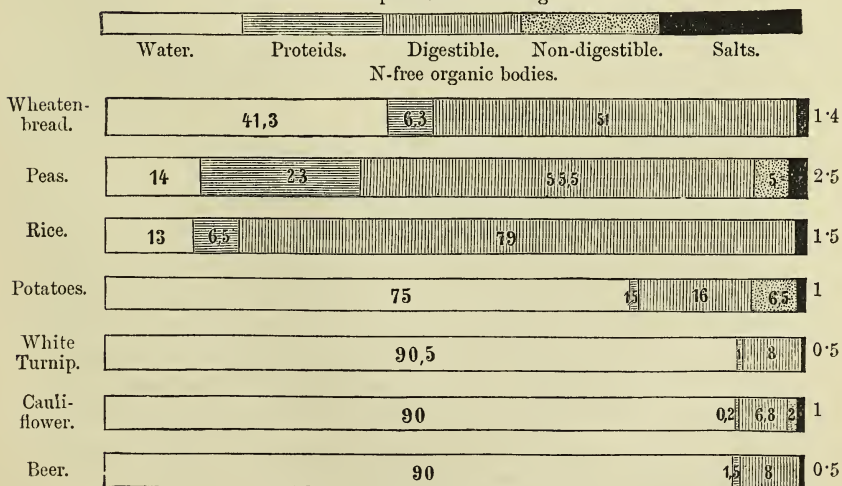 Water. Proteids. Digestible. Non-digestible. Salts.
N-free organic bodies.
Wheaten-
bread. 41,3 6,3 51 1·4
Peas. 14 23 55,5 5 2·5
Rice. 13 6,5 79 1·5
Potatoes. 75 15 16 6,5 1
White
Turnip. 90,5 1 8 0·5
Cauli-
flower. 90 0,2 6,8 2 1
Beer. 90 1,5 8 0·5